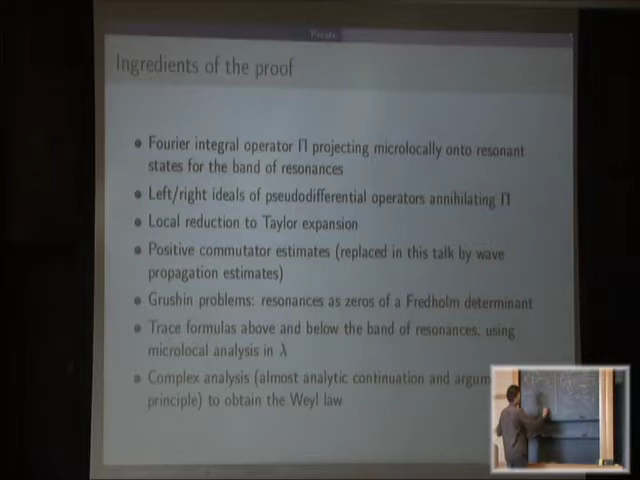 Proofs
Ingredients of the proof
Fourier integral operator Π projecting microlocally onto resonant
states for the band of resonances
Left/right ideals of pseudodifferential operators annihilating Π
Local reduction to Taylor expansion
Positive commutator estimates (replaced in this talk by wave
propagation estimates)
Grushin problems: resonances as zeros of a Fredholm determinant
Trace formulas above and below the band of resonances, using
microlocal analysis in λ
Complex analysis (almost analytic continuation and argum
principle) to obtain the Weyl law